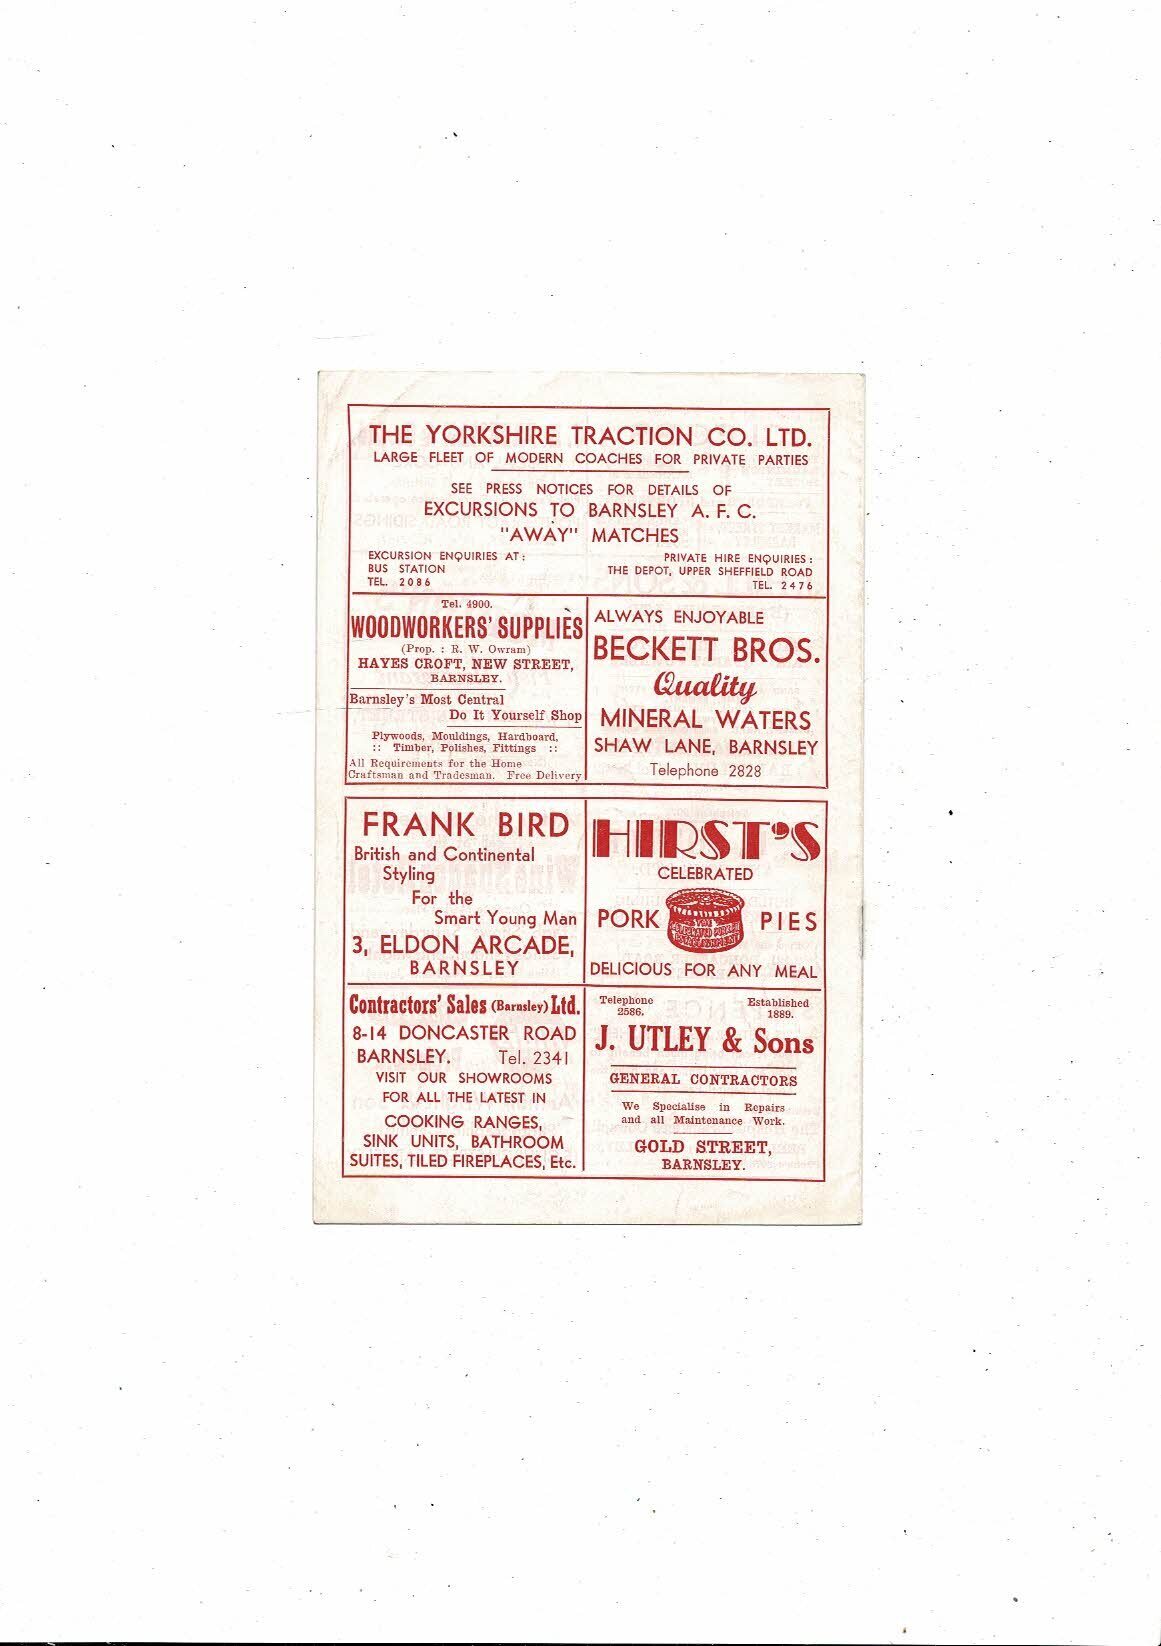 THE YORKSHIRE TRACTION CO. LTD.
LARGE FLEET OF MODERN COACHES FOR PRIVATE PARTIES
SEE PRESS NOTICES FOR DETAILS OF
EXCURSIONS TO BARNSLEY A. F. C.
"AWAY" MATCHES
EXCURSION ENQUIRIES AT:
BUS STATION
TEL. 2086
PRIVATE HIRE ENQUIRIES:
THE DEPOT, UPPER SHEFFIELD ROAD
TEL. 2476
Tel. 4900.
WOODWORKERS' SUPPLIES
(Prop. : R. W. Owram)
HAYES CROFT, NEW STREET,
BARNSLEY.
Barnsley's Most Central
Do It Yourself Shop
Plywoods, Mouldings, Hardboard,
:: Timber, Polishes, Fittings ::
All Requirements for the Home
Craftsman and Tradesman. Free Delivery
ALWAYS ENJOYABLE
BECKETT BROS.
Quality
MINERAL WATERS
SHAW LANE, BARNSLEY
Telephone 2828
FRANK BIRD
British and Continental
Styling
For the
Smart Young Man
3, ELDON ARCADE,
BARNSLEY
HIRST'S
CELEBRATED
PORK PIES
DELICIOUS FOR ANY MEAL
Contractors' Sales (Barnsley) Ltd.
8-14 DONCASTER ROAD
BARNSLEY. Tel. 2341
VISIT OUR SHOWROOMS
FOR ALL THE LATEST IN
COOKING RANGES,
SINK UNITS, BATHROOM
SUITES, TILED FIREPLACES, Etc.
Telephone 2586.
Established 1889.
J. UTLEY & Sons
GENERAL CONTRACTORS
We Specialise in Repairs
and all Maintenance Work.
GOLD STREET,
BARNSLEY.